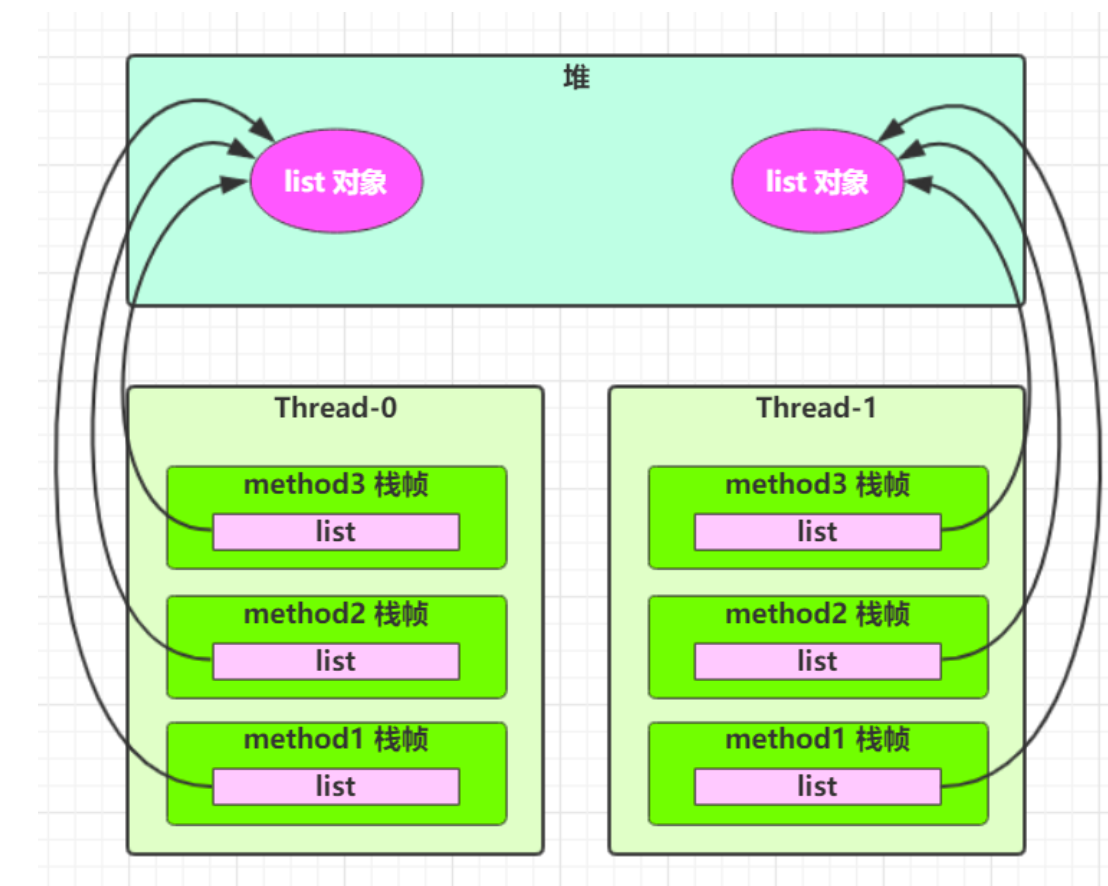 堆
list 对象
list 对象
Thread-0
method3 栈帧
list
method2 栈帧
list
method1 栈帧
list
Thread-1
method3 栈帧
list
method2 栈帧
list
method1 栈帧
list